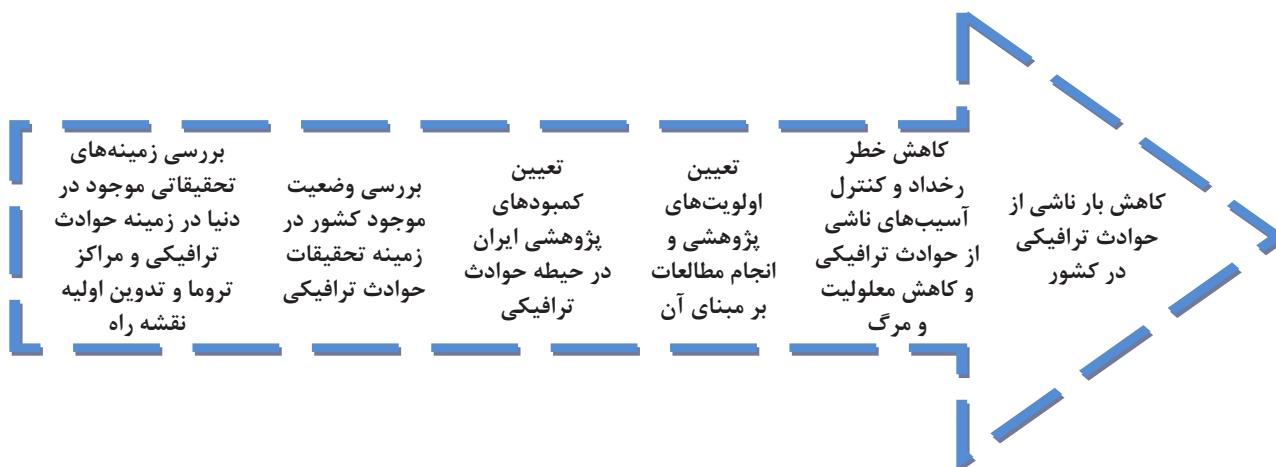 بررسی زمینه‌های
تحقیقاتی موجود در
دنیا در زمینه حوادث
ترافیکی و مراکز
تروما و تدوین اولیه
نقشه راه
بررسی وضعیت
موجود کشور در
زمینه تحقیقات
حوادث ترافیکی
تعیین
کمبودهای
پژوهشی ایران
در حیطه حوادث
ترافیکی
تعیین
اولویت‌های
پژوهشی و
انجام مطالعات
بر مبنای آن
کاهش خطر
رخداد و کنترل
آسیب‌های ناشی
از حوادث ترافیکی
و کاهش معلولیت
و مرگ
کاهش بار ناشی از
حوادث ترافیکی
در کشور